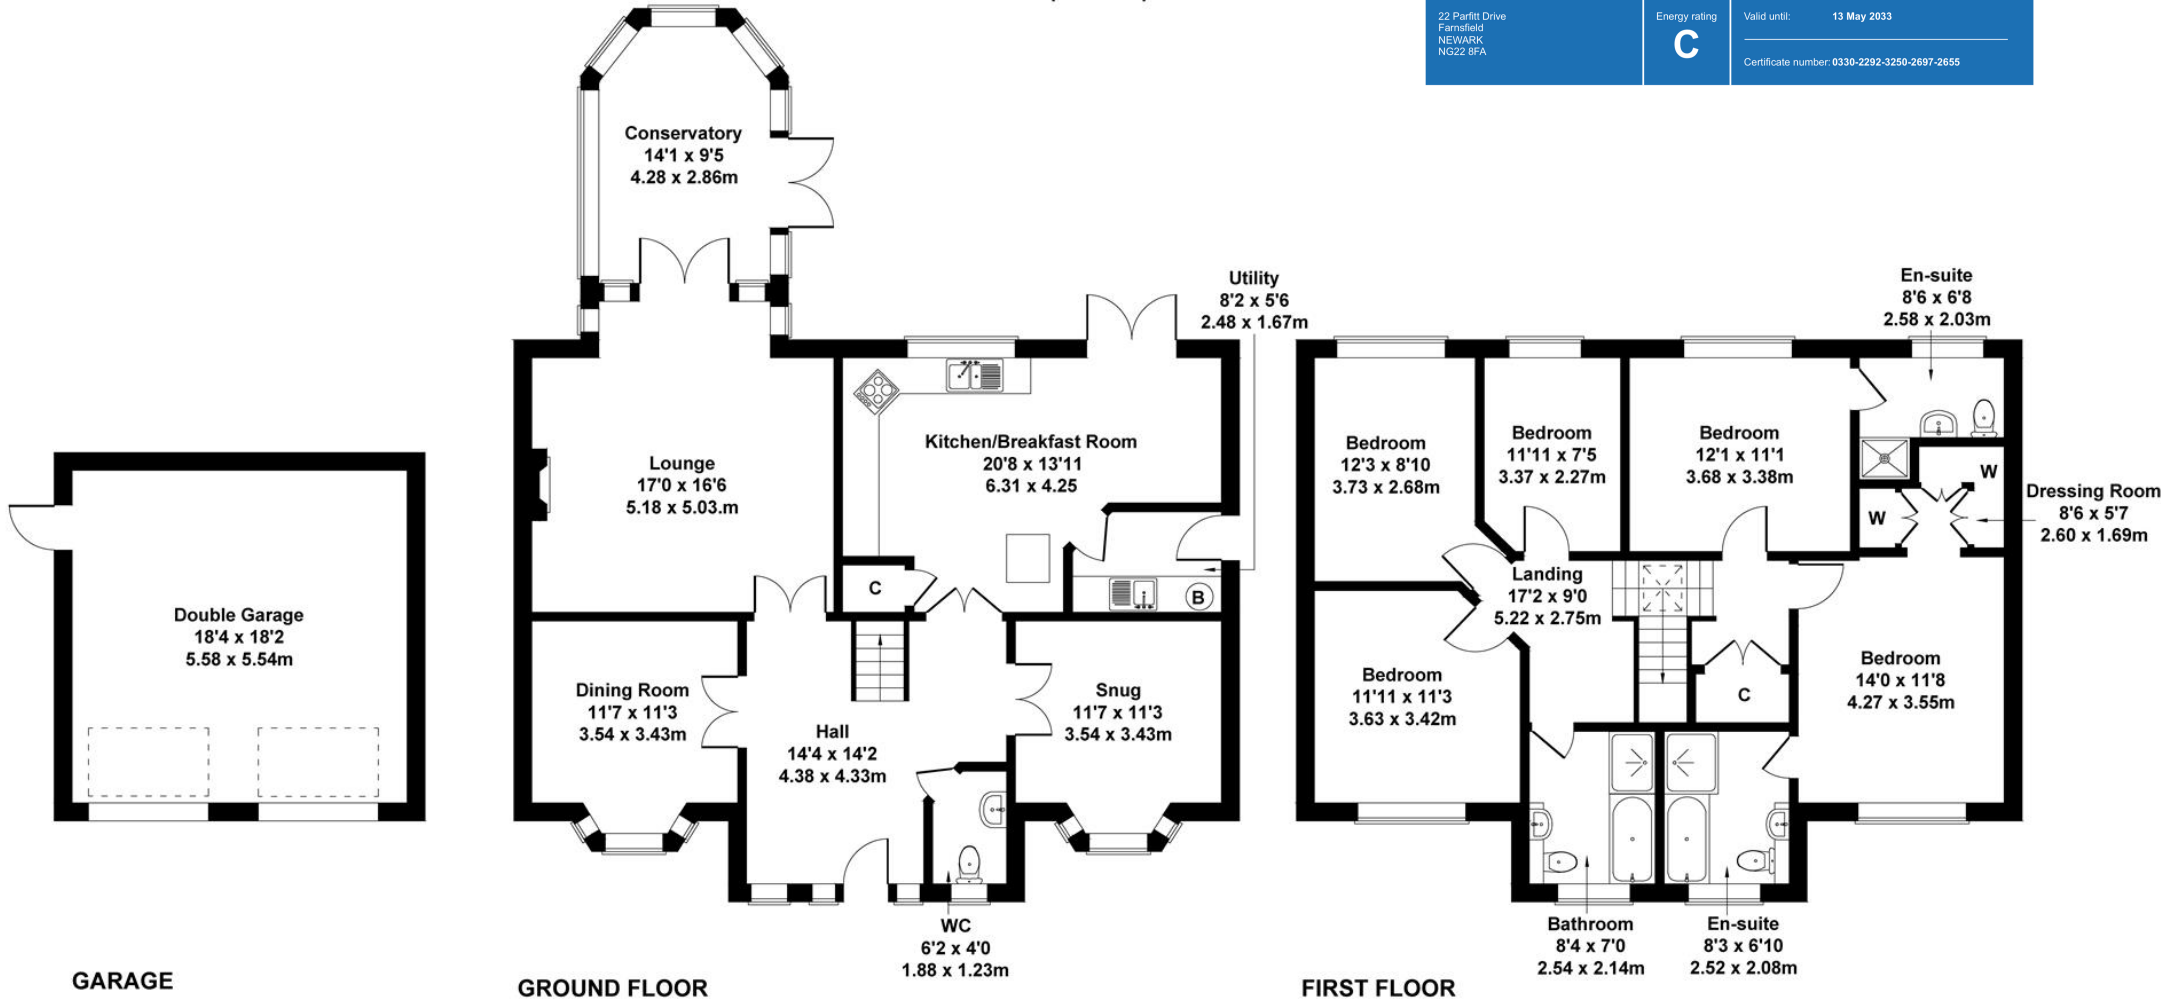 22 Parfitt Drive
Farnsfield
NEWARK
NG22 8FA
Energy rating
C
Valid until: 13 May 2033
Certificate number: 0330-2292-3250-2697-2655
Conservatory
14'1 x 9'5
4.28 x 2.86m
Utility
8'2 x 5'6
2.48 x 1.67m
Lounge
17'0 x 16'6
5.18 x 5.03.m
Kitchen/Breakfast Room
20'8 x 13'11
6.31 x 4.25
C
B
Double Garage
18'4 x 18'2
5.58 x 5.54m
Dining Room
11'7 x 11'3
3.54 x 3.43m
Hall
14'4 x 14'2
4.38 x 4.33m
Snug
11'7 x 11'3
3.54 x 3.43m
WC
6'2 x 4'0
1.88 x 1.23m
En-suite
8'6 x 6'8
2.58 x 2.03m
Bedroom
12'3 x 8'10
3.73 x 2.68m
Bedroom
11'11 x 7'5
3.37 x 2.27m
Bedroom
12'1 x 11'1
3.68 x 3.38m
W
W
Dressing Room
8'6 x 5'7
2.60 x 1.69m
Landing
17'2 x 9'0
5.22 x 2.75m
Bedroom
11'11 x 11'3
3.63 x 3.42m
C
Bedroom
14'0 x 11'8
4.27 x 3.55m
Bathroom
8'4 x 7'0
2.54 x 2.14m
En-suite
8'3 x 6'10
2.52 x 2.08m
GARAGE
GROUND FLOOR
FIRST FLOOR